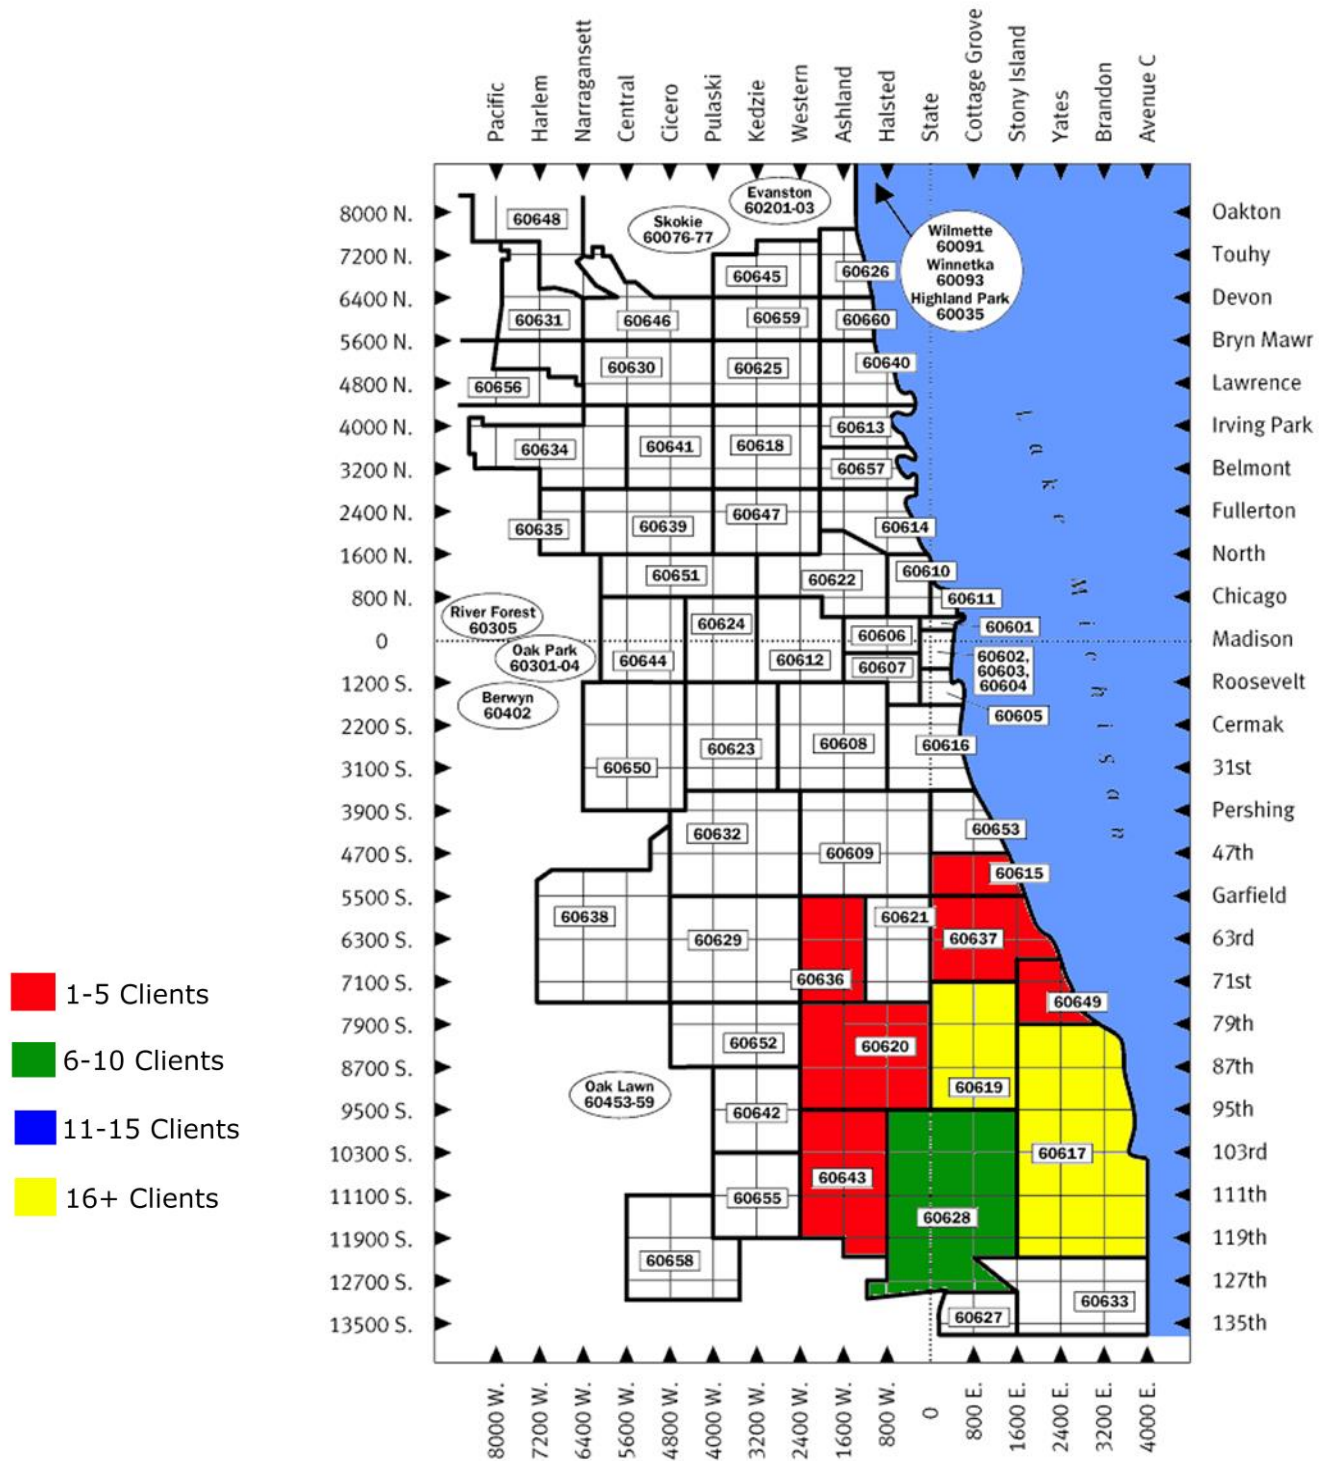 Pacific
Harlem
Narragansett
Central
Cicero
Pulaski
Kedzie
Western
Ashland
Halsted
State
Cottage Grove
Stony Island
Yates
Brandon
Avenue C
8000 N.
7200 N.
6400 N.
5600 N.
4800 N.
4000 N.
3200 N.
2400 N.
1600 N.
800 N.
0
1200 S.
2200 S.
3100 S.
3900 S.
4700 S.
5500 S.
6300 S.
7100 S.
7900 S.
8700 S.
9500 S.
10300 S.
11100 S.
11900 S.
12700 S.
13500 S.
Oakton
Touhy
Devon
Bryn Mawr
Lawrence
Irving Park
Belmont
Fullerton
North
Chicago
Madison
Roosevelt
Cermak
31st
Pershing
47th
Garfield
63rd
71st
79th
87th
95th
103rd
111th
119th
127th
135th
Evanston
60201-03
Skokie
60076-77
Wilmette
60091
Winnetka
60093
Highland Park
60035
60648
60645
60626
60631
60646
60659
60660
60630
60625
60640
60656
60613
60634
60641
60618
60657
60635
60639
60647
60614
60651
60622
60610
60611
River Forest
60305
60624
60606
60601
Oak Park
60301-04
60644
60612
60607
60602,
60603,
60604
Berwyn
60402
60605
60650
60623
60608
60616
60632
60609
60653
60615
60638
60629
60621
60637
60636
60649
60652
60620
60619
Oak Lawn
60453-59
60642
60617
60655
60643
60628
60658
60633
60627
Lake Michigan
1-5 Clients
6-10 Clients
11-15 Clients
16+ Clients
8000 W.
7200 W.
6400 W.
5600 W.
4800 W.
4000 W.
3200 W.
2400 W.
1600 W.
800 W.
0
800 E.
1600 E.
2400 E.
3200 E.
4000 E.